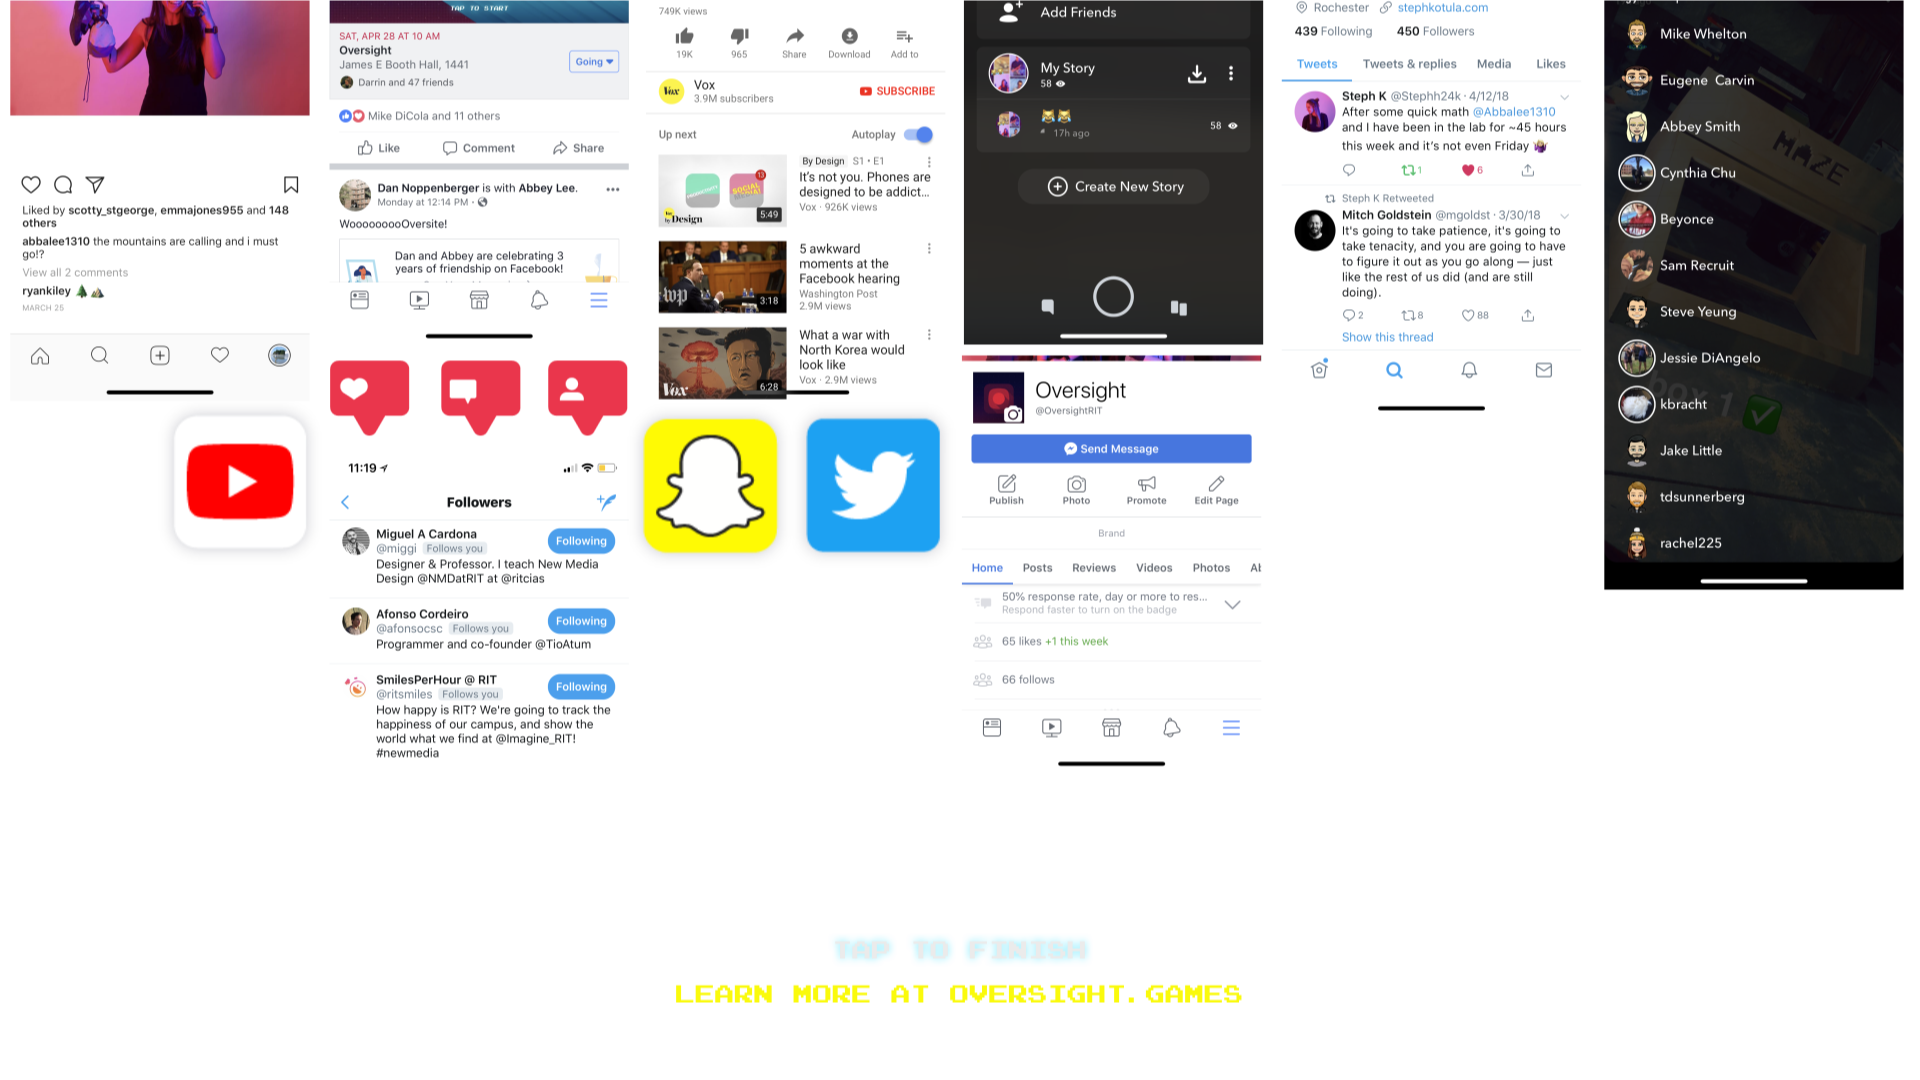 Liked by scotty_stgeorge, emmajones955 and 148
others
abbalee1310 the mountains are calling and i must
go!?
View all 2 comments
ryankiley
MARCH 25
TAP TO START
SAT, APR 28 AT 10 AM
Oversight
James E Booth Hall, 1441
Going
Darrin and 47 friends
Mike DiCola and 11 others
Like
Comment
Share
Dan Noppenberger is with Abbey Lee.
Monday at 12:14 PM
WooooooooOversite!
Dan and Abbey are celebrating 3
years of friendship on Facebook!
11:19
Followers
Miguel A Cardona
@miggi Follows you
Following
Designer & Professor. I teach New Media
Design @NMDatRIT at @ritcias
Afonso Cordeiro
@afonsocsc Follows you
Following
Programmer and co-founder @TioAtum
SmilesPerHour @ RIT
@ritsmiles Follows you
Following
How happy is RIT? We're going to track the
happiness of our campus, and show the
world what we find at @Imagine_RIT!
#newmedia
749K views
19K
965
Share
Download
Add to
Vox
Vox
3.9M subscribers
SUBSCRIBE
Up next
Autoplay
By Design S1 • E1
It's not you. Phones are
designed to be addict...
Vox · 926K views
13
by Design
5:49
5 awkward
moments at the
Facebook hearing
Washington Post
2.9M views
wp
3:18
What a war with
North Korea would
look like
Vox · 2.9M views
Vox
6:28
Add Friends
My Story
58
17h ago
58
Create New Story
Oversight
@OversightRIT
Send Message
Publish
Photo
Promote
Edit Page
Brand
Home
Posts
Reviews
Videos
Photos
Al
50% response rate, day or more to res...
Respond faster to turn on the badge
65 likes +1 this week
66 follows
Rochester
stephkotula.com
439 Following
450 Followers
Tweets
Tweets & replies
Media
Likes
Steph K @Stephh24k · 4/12/18
After some quick math @Abbalee1310
and I have been in the lab for ~45 hours
this week and it's not even Friday
1
6
Steph K Retweeted
Mitch Goldstein @mgoldst · 3/30/18
It's going to take patience, it's going to
take tenacity, and you are going to have
to figure it out as you go along — just
like the rest of us did (and are still
doing).
2
8
88
Show this thread
Mike Whelton
Eugene Carvin
Abbey Smith
Cynthia Chu
Beyonce
Sam Recruit
Steve Yeung
Jessie DiAngelo
kbracht
Jake Little
tdsunnerberg
rachel225
MAZE
box 1
TAP TO FINISH
LEARN MORE AT OVERSIGHT.GAMES